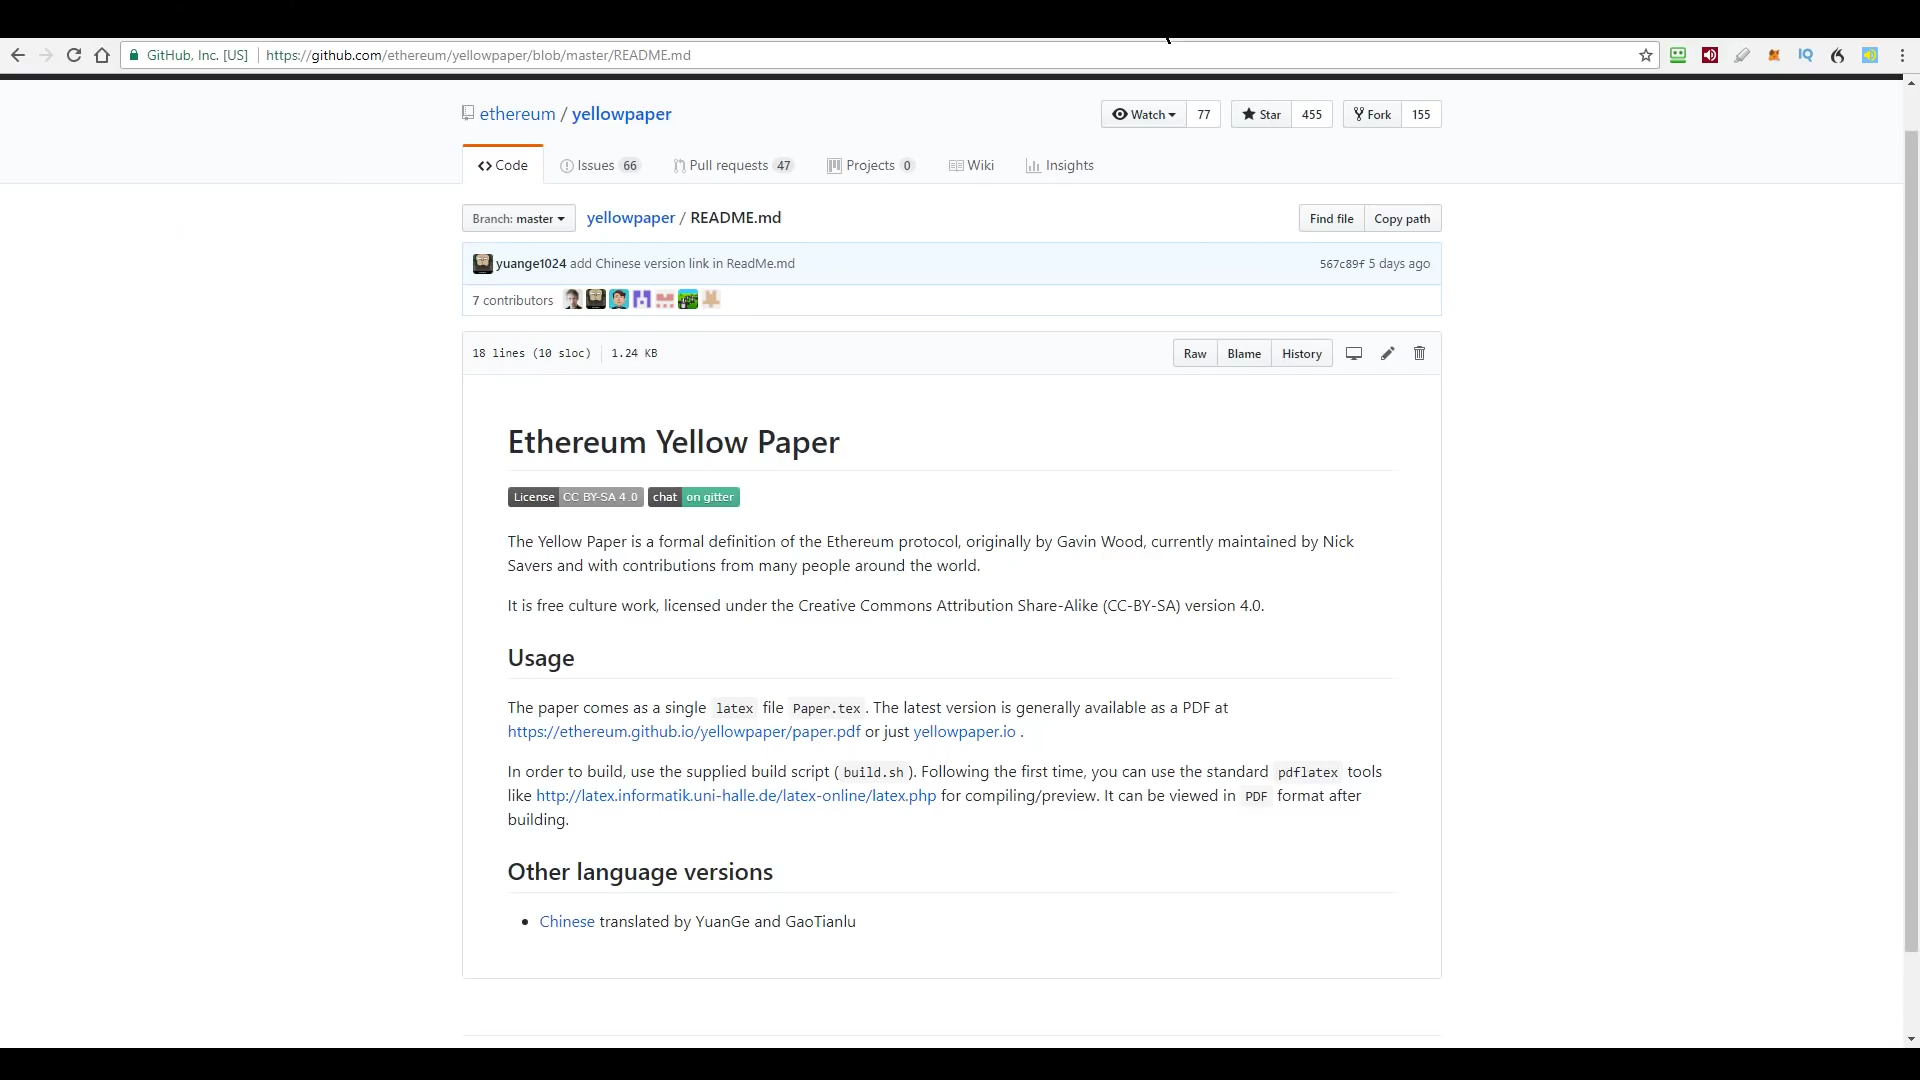 GitHub, Inc. [US] https://github.com/ethereum/yellowpaper/blob/master/README.md
IQ
ethereum / yellowpaper
Watch 77 Star 455 Fork 155
Code Issues 66 Pull requests 47 Projects 0 Wiki Insights
Branch: master yellowpaper / README.md Find file Copy path
yuange1024 add Chinese version link in ReadMe.md 567c89f 5 days ago
7 contributors
18 lines (10 sloc) 1.24 KB Raw Blame History
Ethereum Yellow Paper
License CC BY-SA 4.0 chat on gitter
The Yellow Paper is a formal definition of the Ethereum protocol, originally by Gavin Wood, currently maintained by Nick
Savers and with contributions from many people around the world.
It is free culture work, licensed under the Creative Commons Attribution Share-Alike (CC-BY-SA) version 4.0.
Usage
The paper comes as a single latex file Paper.tex. The latest version is generally available as a PDF at
https://ethereum.github.io/yellowpaper/paper.pdf or just yellowpaper.io .
In order to build, use the supplied build script (build.sh). Following the first time, you can use the standard pdflatex tools
like http://latex.informatik.uni-halle.de/latex-online/latex.php for compiling/preview. It can be viewed in PDF format after
building.
Other language versions
• Chinese translated by YuanGe and GaoTianlu